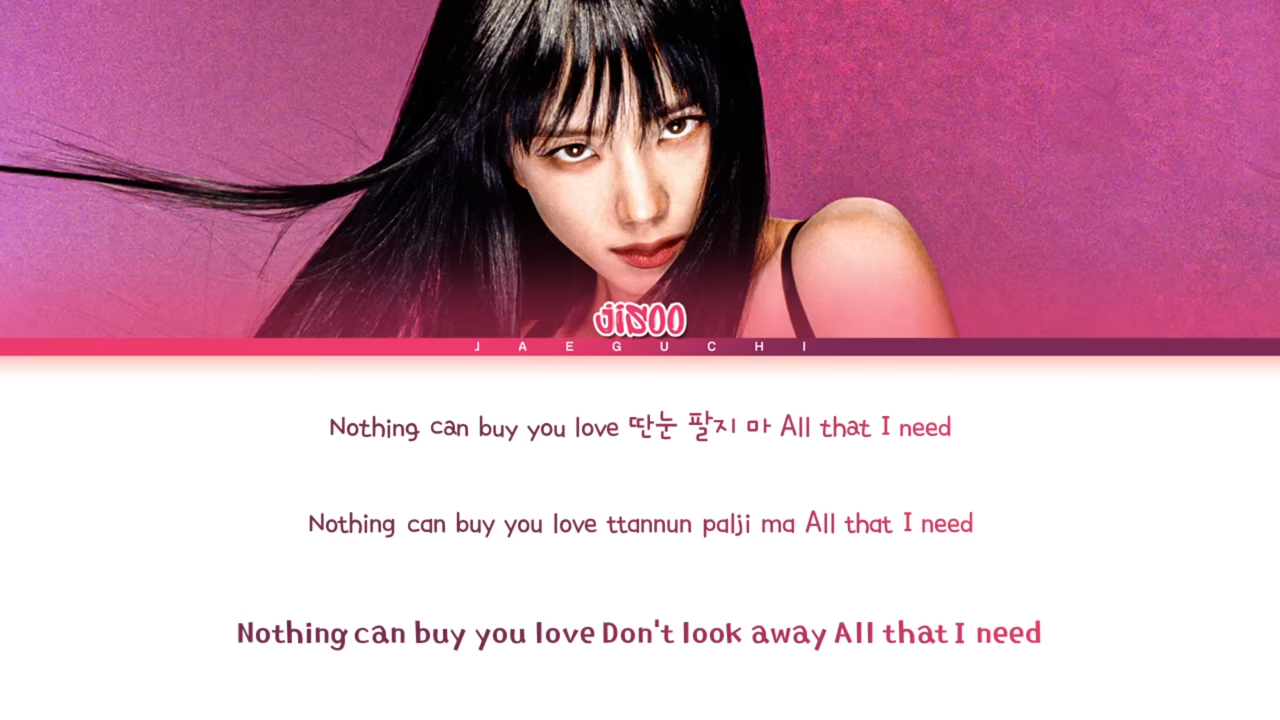 JISOO
JAEGUCHI
Nothing can buy you love 딴눈 팔지 마 All that I need
Nothing can buy you love ttannun palji ma All that I need
Nothing can buy you love Don't look away All that I need